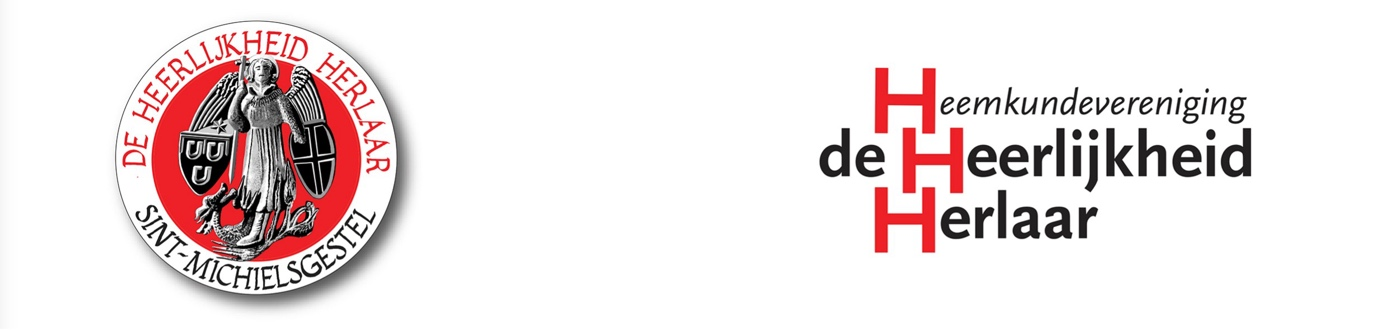 DE HEERLIJKHEID HERLAAR
SINT-MICHIELSGESTEL
Heemkundevereniging
de Heerlijkheid
Herlaar